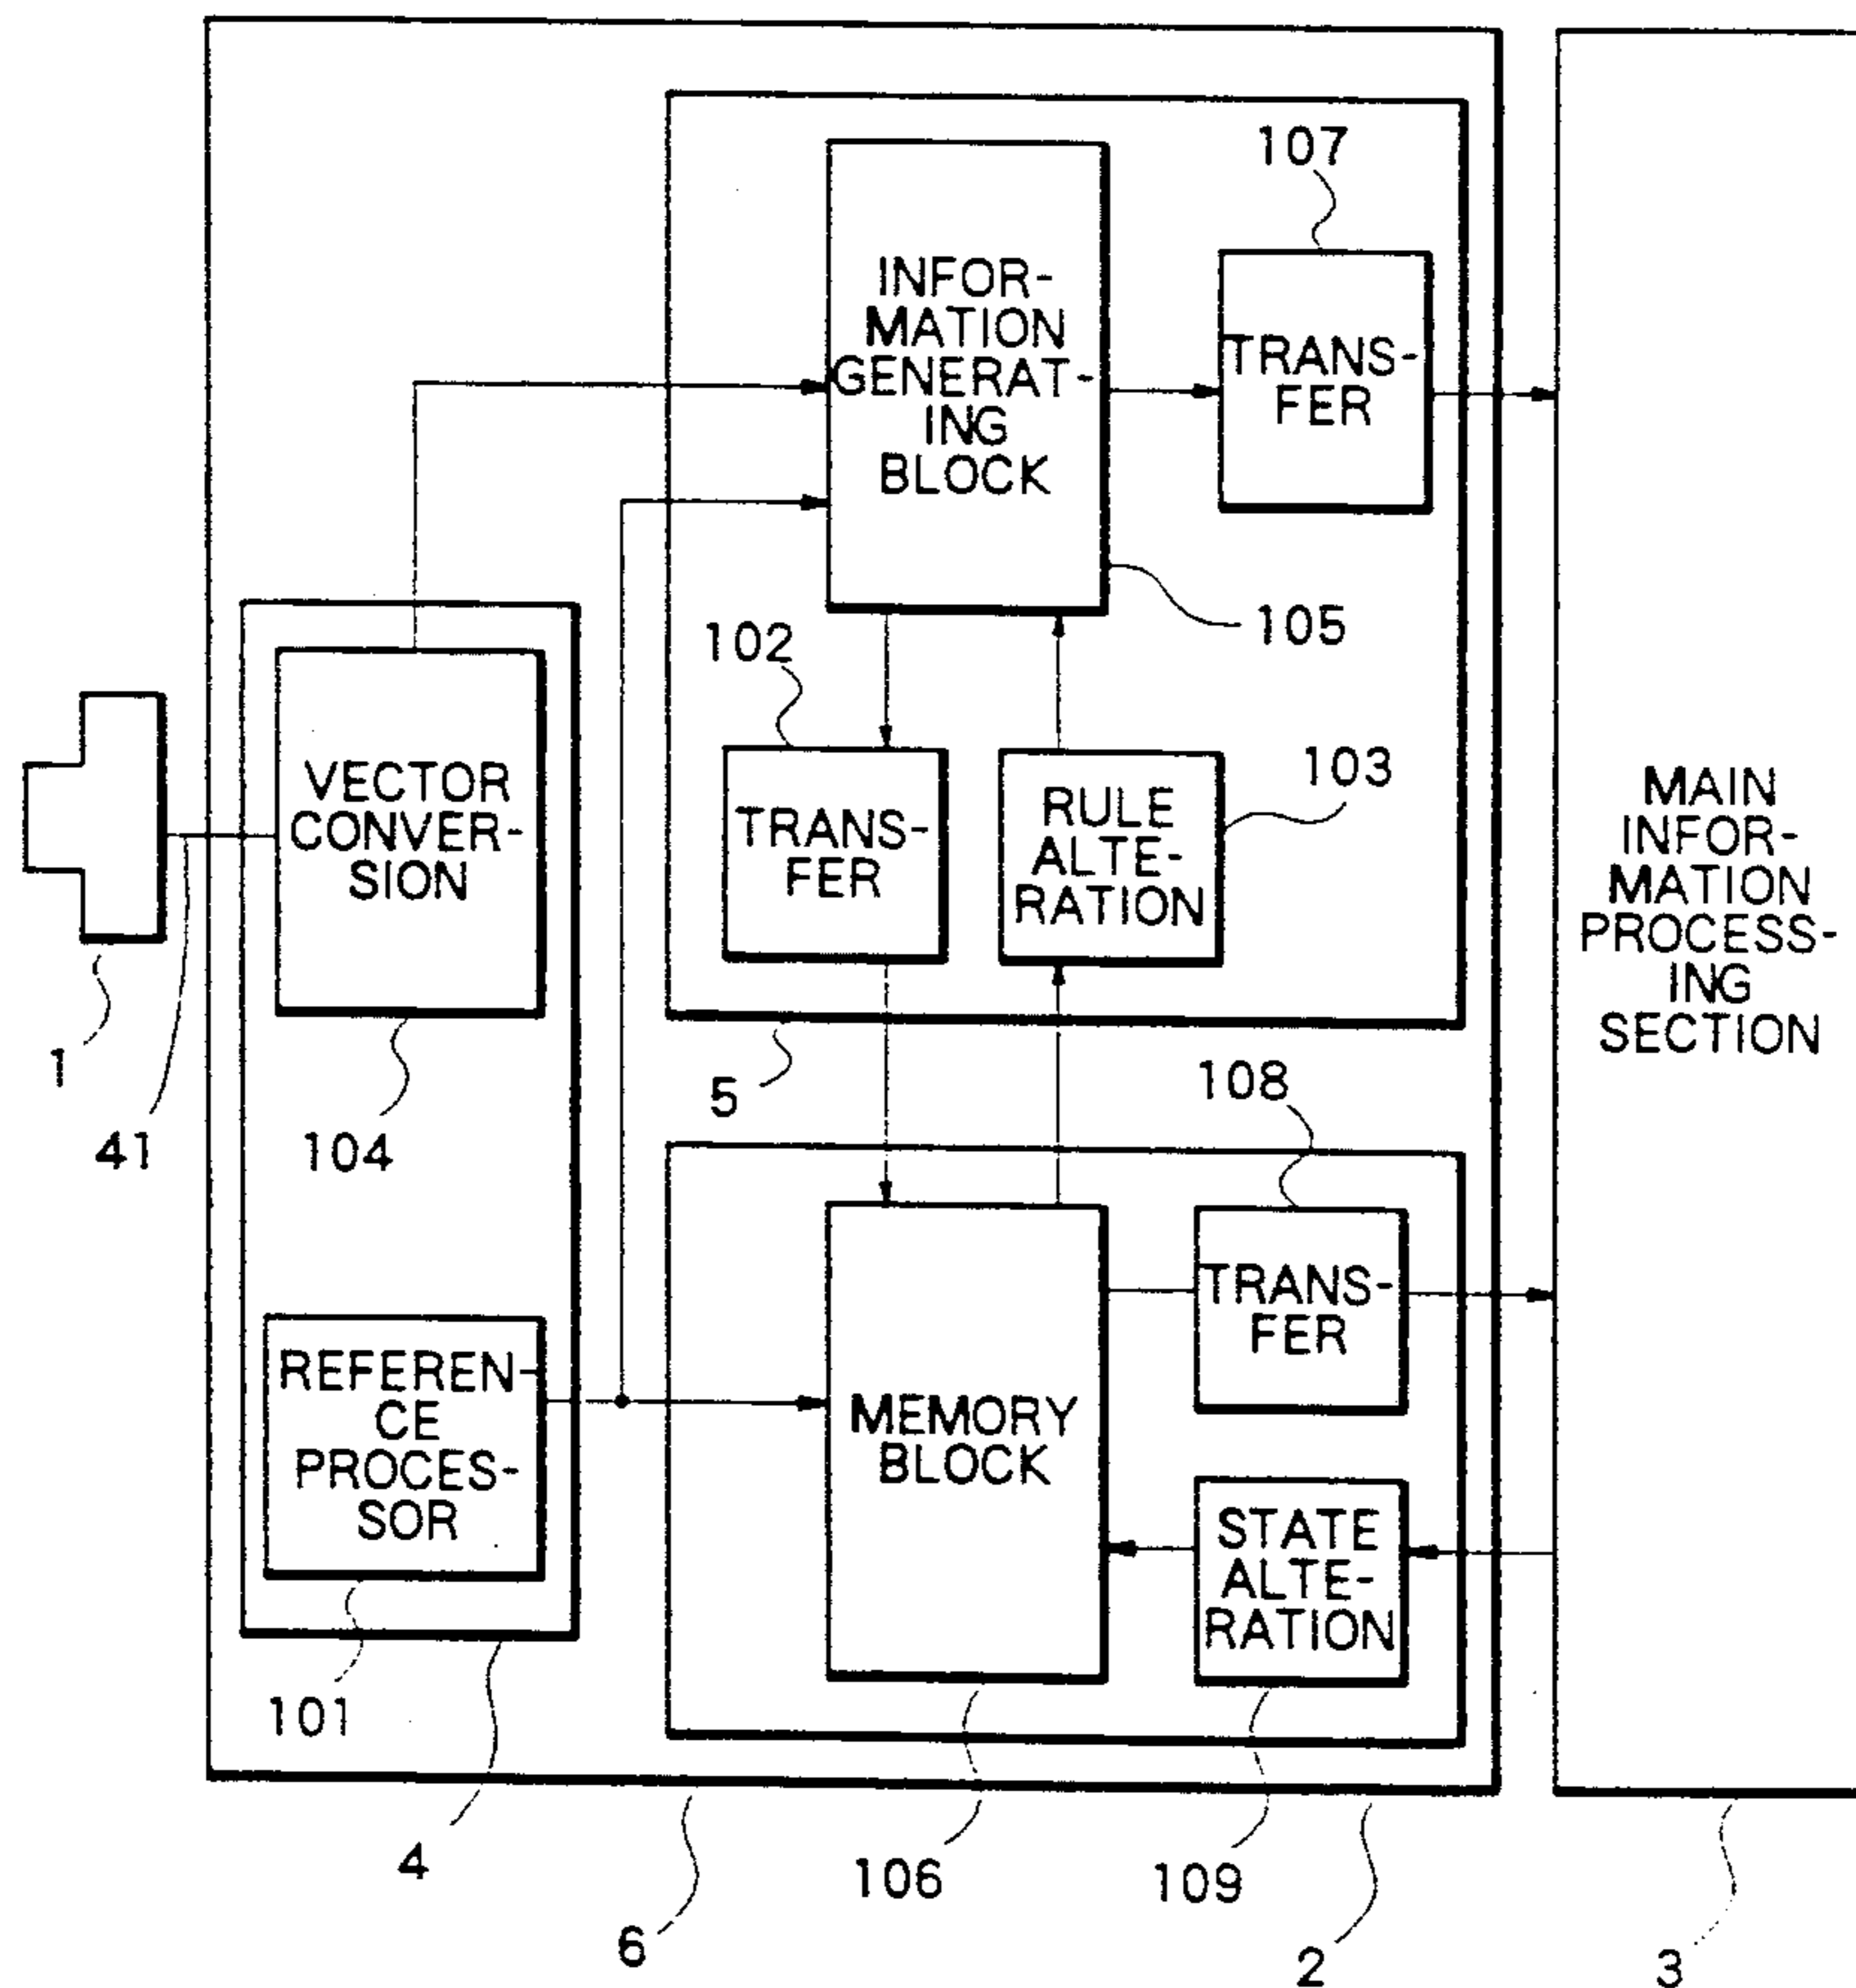 107
INFOR-
MATION
GENERAT-
ING
BLOCK
TRANS-
FER
105
102
VECTOR
CONVER-
SION
TRANS-
FER
RULE
ALTE-
RATION
103
MAIN
INFOR-
MATION
PROCESS-
ING
SECTION
1
41
104
5
108
TRANS-
FER
REFEREN-
CE
PROCES-
SOR
MEMORY
BLOCK
STATE
ALTE-
RATION
101
4
6
106
109
2
3